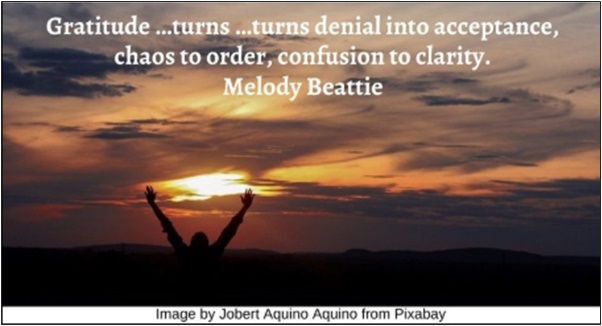 Gratitude ...turns ...turns denial into acceptance,
chaos to order, confusion to clarity.
Melody Beattie
Image by Jobert Aquino Aquino from Pixabay